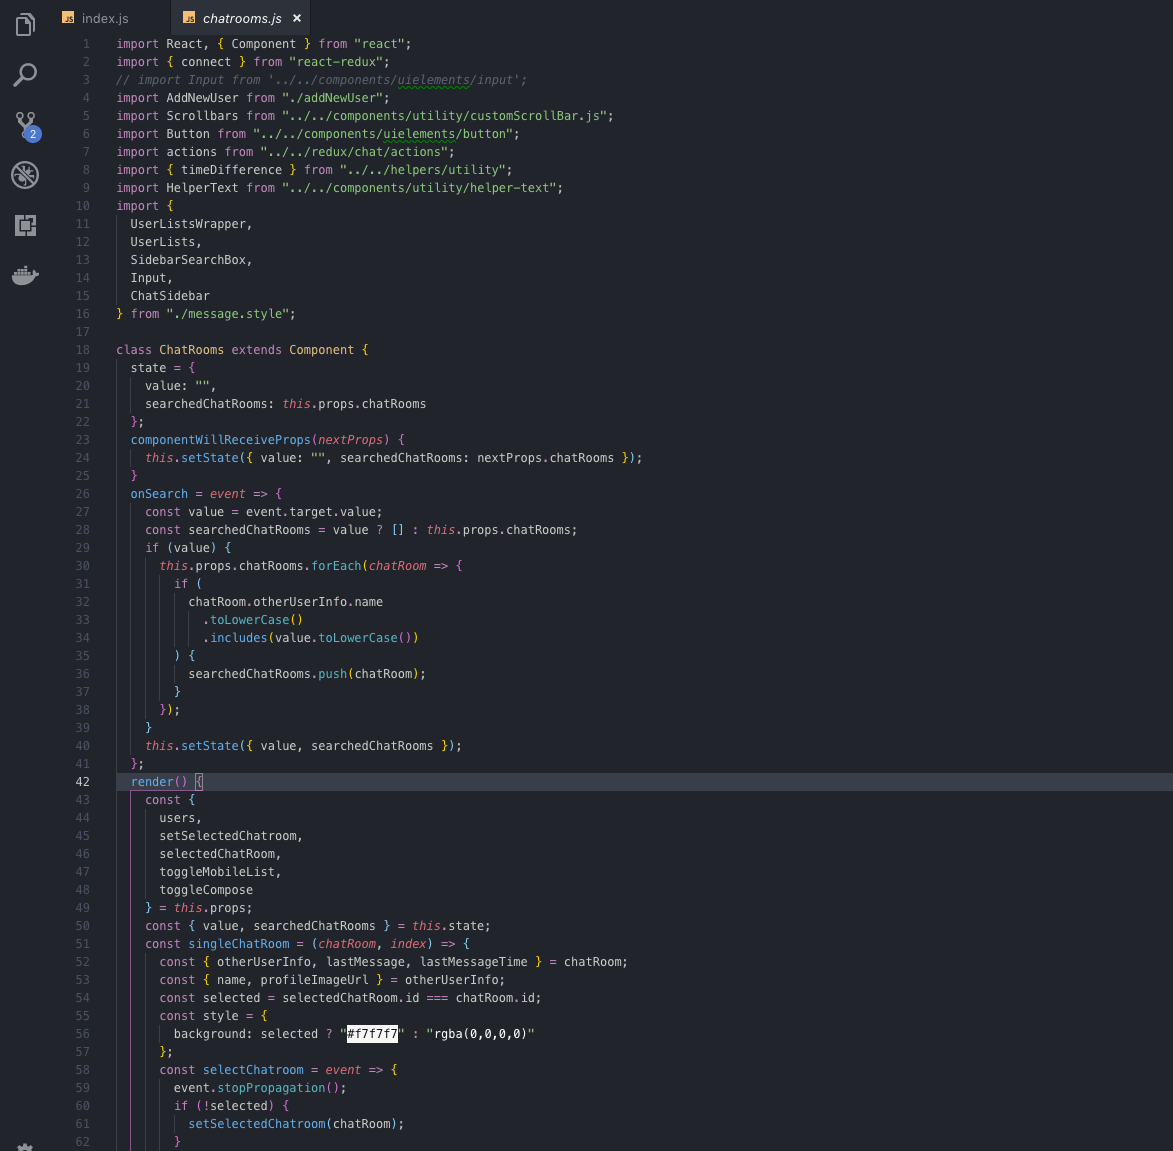 JS index.js
JS chatrooms.js ×
2
1 import React, { Component } from "react";
2 import { connect } from "react-redux";
3 // import Input from '../../components/uielements/input';
4 import AddNewUser from "./addNewUser";
5 import Scrollbars from "../../components/utility/customScrollBar.js";
6 import Button from "../../components/uielements/button";
7 import actions from "../../redux/chat/actions";
8 import { timeDifference } from "../../helpers/utility";
9 import HelperText from "../../components/utility/helper-text";
10 import {
11 UserListsWrapper,
12 UserLists,
13 SidebarSearchBox,
14 Input,
15 ChatSidebar
16 } from "./message.style";
17
18 class ChatRooms extends Component {
19 state = {
20 value: "",
21 searchedChatRooms: this.props.chatRooms
22 };
23 componentWillReceiveProps(nextProps) {
24 this.setState({ value: "", searchedChatRooms: nextProps.chatRooms });
25 }
26 onSearch = event => {
27 const value = event.target.value;
28 const searchedChatRooms = value ? [] : this.props.chatRooms;
29 if (value) {
30 this.props.chatRooms.forEach(chatRoom => {
31 if (
32 chatRoom.otherUserInfo.name
33 .toLowerCase()
34 .includes(value.toLowerCase())
35 ) {
36 searchedChatRooms.push(chatRoom);
37 }
38 });
39 }
40 this.setState({ value, searchedChatRooms });
41 };
42 render() {
43 const {
44 users,
45 setSelectedChatroom,
46 selectedChatRoom,
47 toggleMobileList,
48 toggleCompose
49 } = this.props;
50 const { value, searchedChatRooms } = this.state;
51 const singleChatRoom = (chatRoom, index) => {
52 const { otherUserInfo, lastMessage, lastMessageTime } = chatRoom;
53 const { name, profileImageUrl } = otherUserInfo;
54 const selected = selectedChatRoom.id === chatRoom.id;
55 const style = {
56 background: selected ? "#f7f7f7" : "rgba(0,0,0,0)"
57 };
58 const selectChatroom = event => {
59 event.stopPropagation();
60 if (!selected) {
61 setSelectedChatroom(chatRoom);
62 }